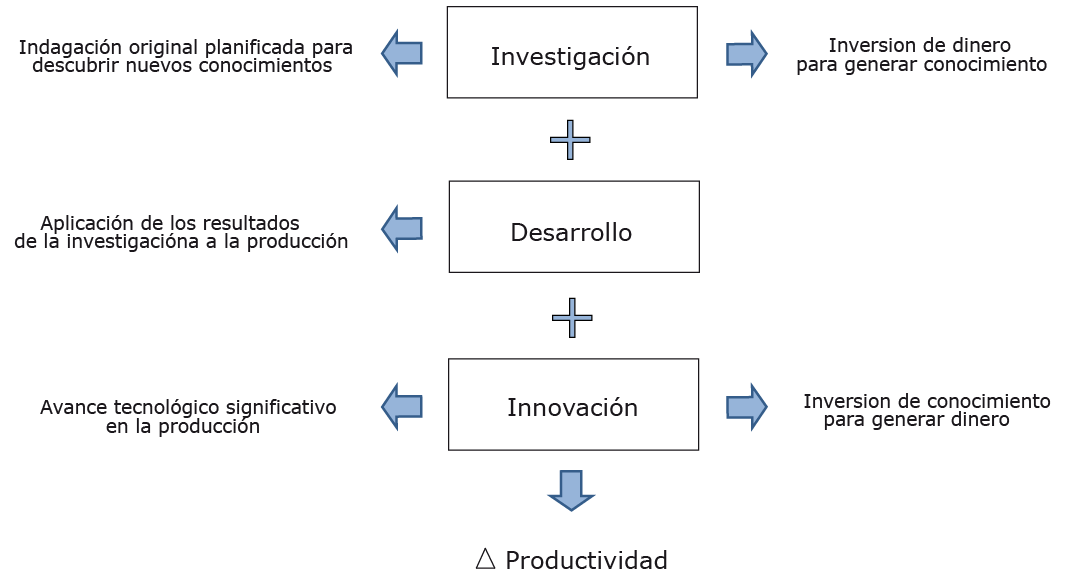 Indagación original planificada para
descubrir nuevos conocimientos
Investigación
Inversion de dinero
para generar conocimiento
Aplicación de los resultados
de la investigacióna a la producción
Desarrollo
Avance tecnológico significativo
en la producción
Innovación
Inversion de conocimiento
para generar dinero
△ Productividad